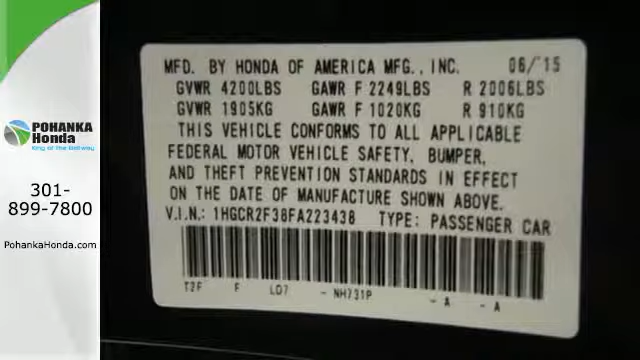 MFD. BY HONDA OF AMERICA MFG., INC. 06/'15
GVWR 4200LBS GAWR F 2249LBS R 2006LBS
GVWR 1905KG GAWR F 1020KG R 910KG
THIS VEHICLE CONFORMS TO ALL APPLICABLE
FEDERAL MOTOR VEHICLE SAFETY, BUMPER,
AND THEFT PREVENTION STANDARDS IN EFFECT
ON THE DATE OF MANUFACTURE SHOWN ABOVE.
V.I.N.: 1HGCR2F38FA223438 TYPE: PASSENGER CAR
T2F F LD7 - NH731P - A - A
POHANKA
Honda
King of the Beltway
301-
899-7800
PohankaHonda.com